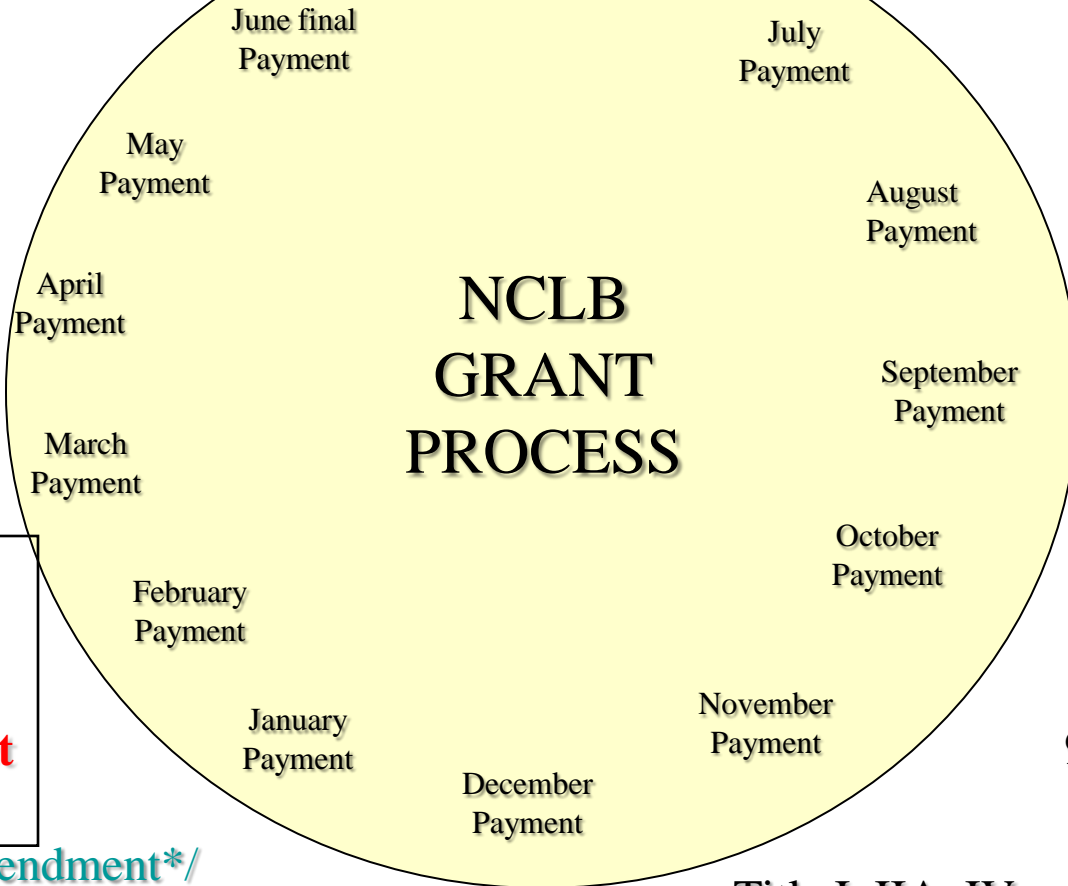 June final
Payment
July
Payment
May
Payment
August
Payment
April
Payment
NCLB
GRANT
PROCESS
September
Payment
March
Payment
October
Payment
February
Payment
November
Payment
January
Payment
December
Payment
t
endment*/